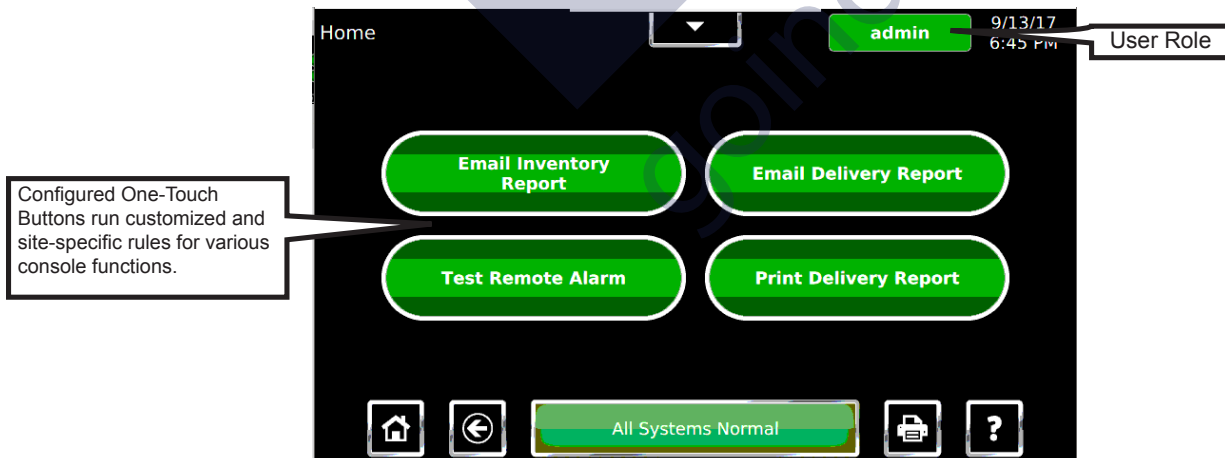 Home
admin
9/13/17
6:45 PM
User Role
Email Inventory
Report
Email Delivery Report
Configured One-Touch
Buttons run customized and
site-specific rules for various
console functions.
Test Remote Alarm
Print Delivery Report
All Systems Normal
?